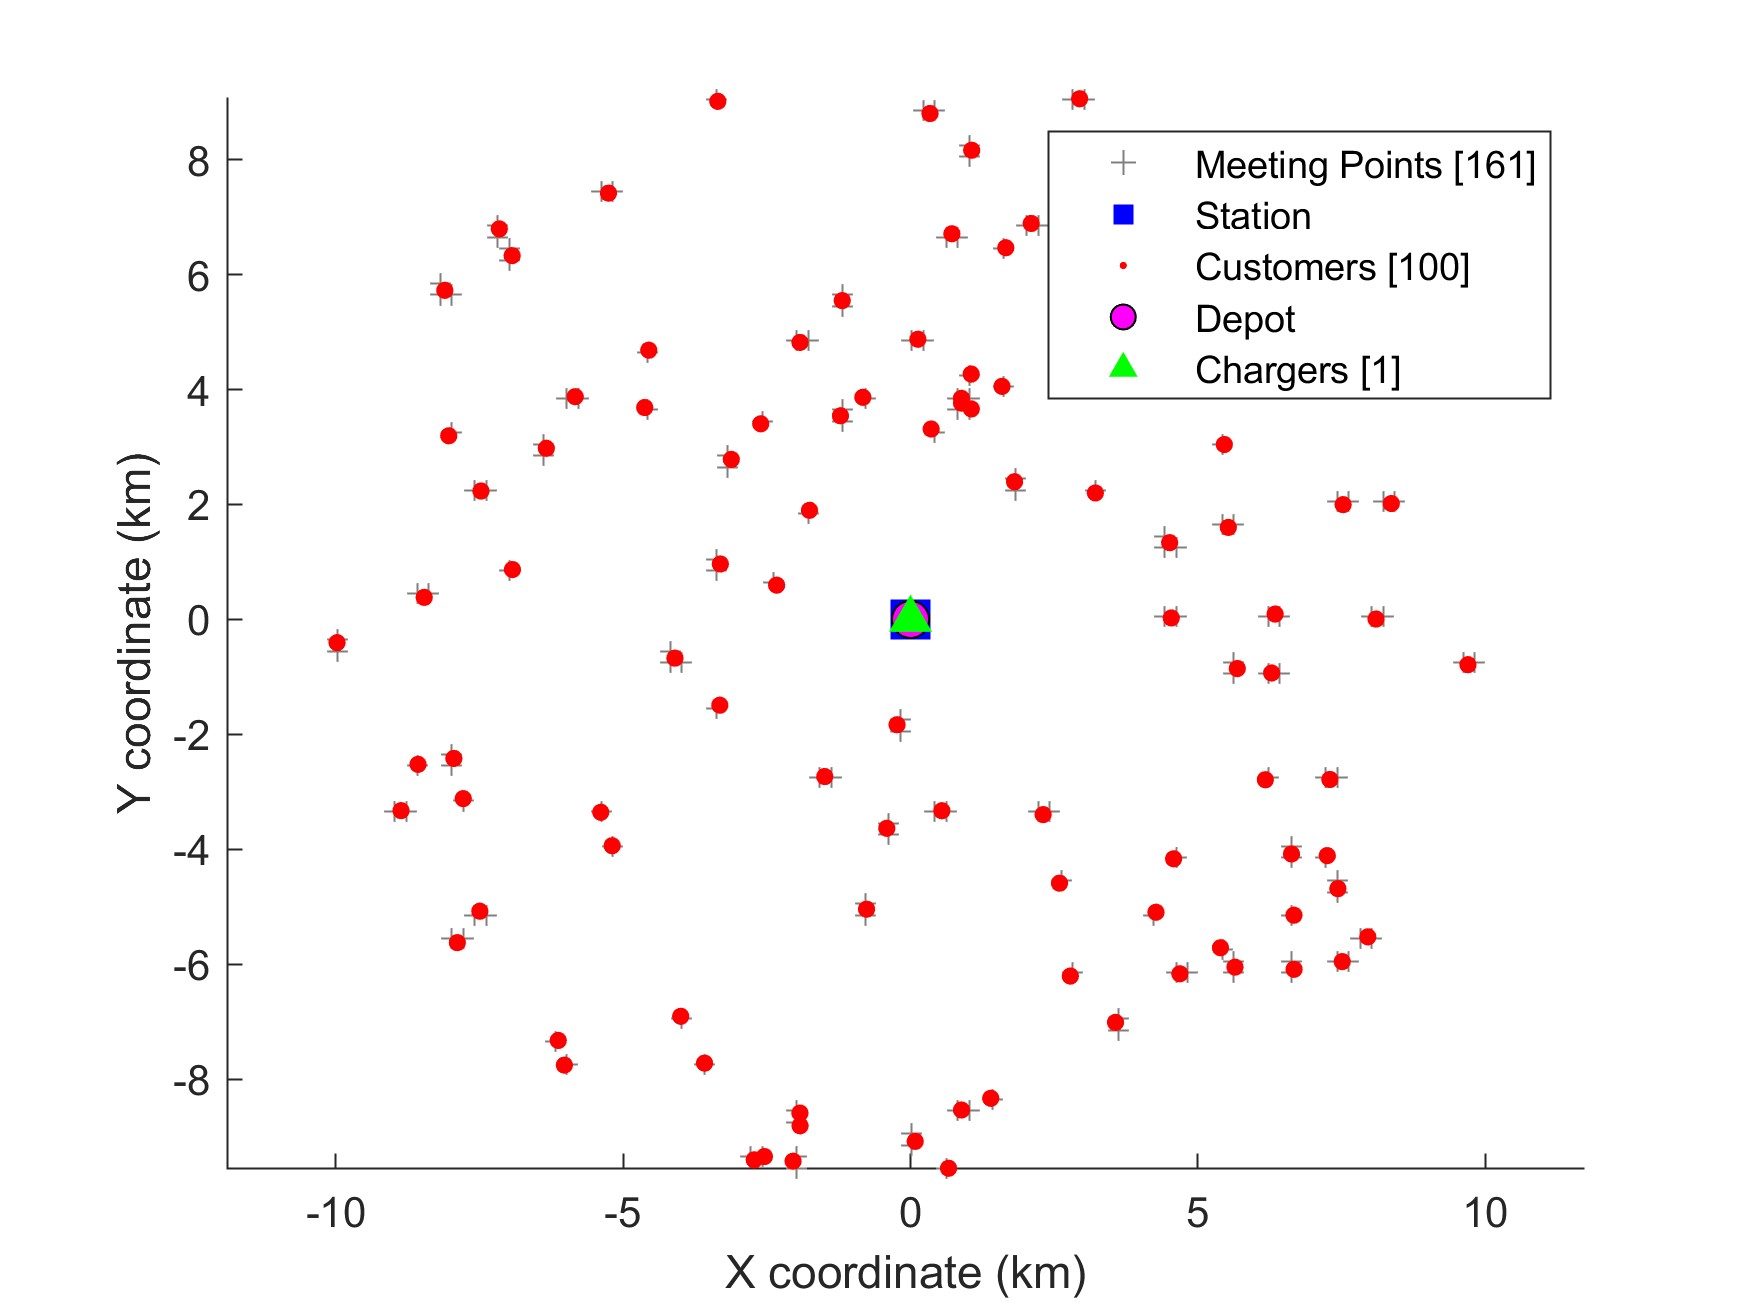 8
6
4
2
0
-2
-4
-6
-8
Y coordinate (km)
Meeting Points [161]
Station
Customers [100]
Depot
Chargers [1]
-10
-5
0
5
10
X coordinate (km)